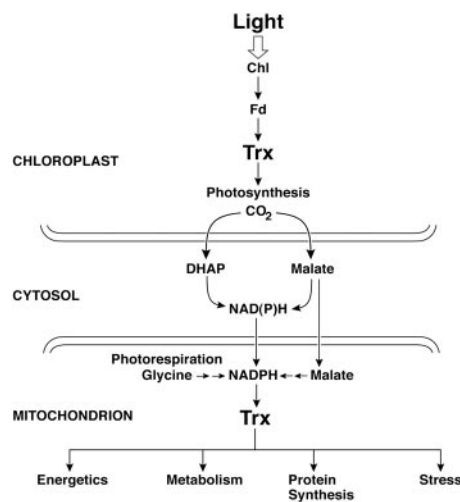 Light
Chl
Fd
Trx
CHLOROPLAST
Photosynthesis
CO2
DHAP Malate
CYTOSOL
NAD(P)H
Photorespiration
Glycine NADPH Malate
MITOCHONDRION
Trx
Energetics Metabolism Protein Stress
Synthesis